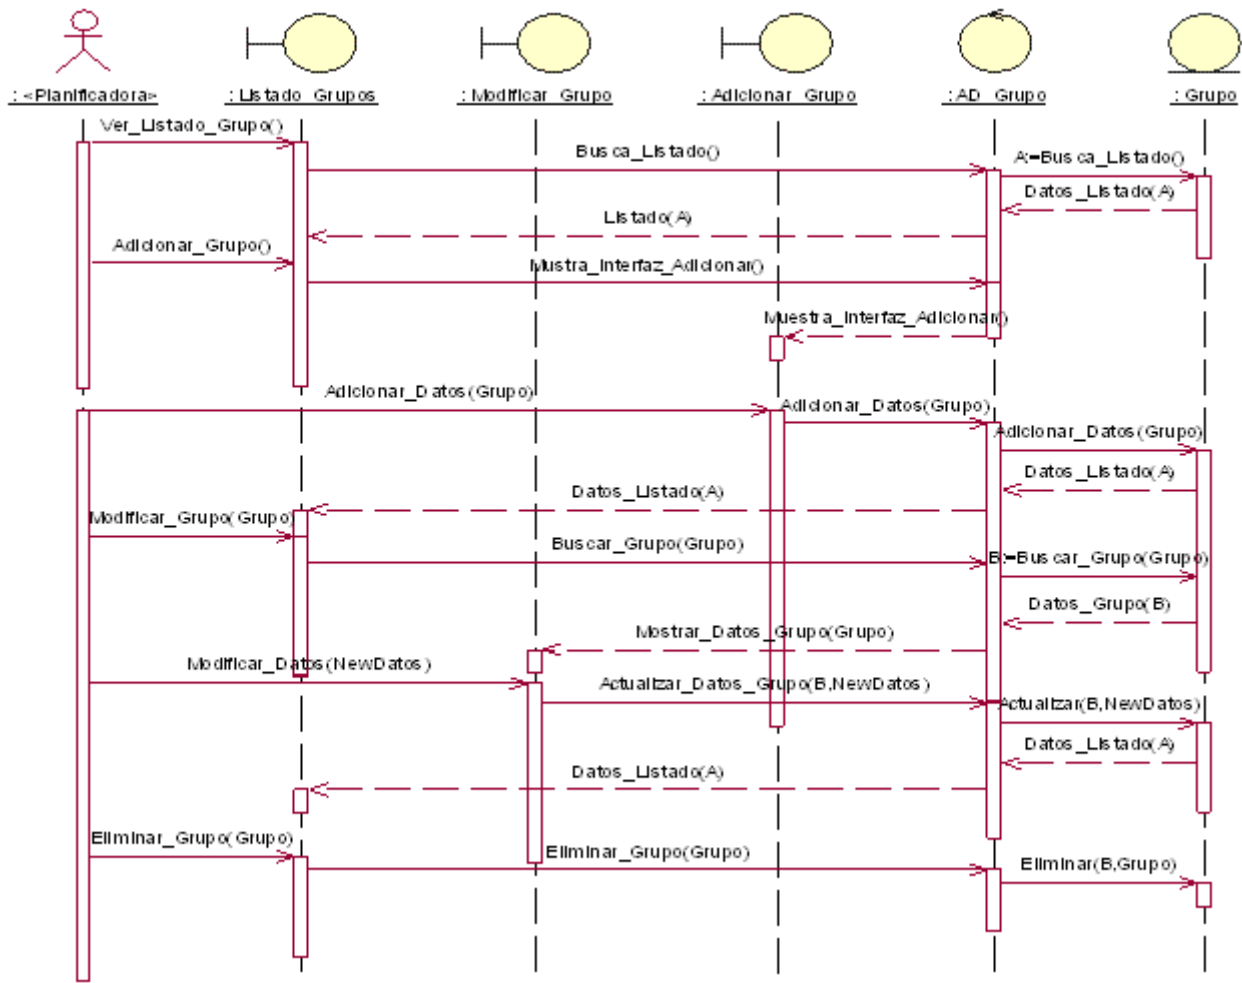 : <Planificadora>
: Listado_Grupos
: Modificar_Grupo
: Adicionar_Grupo
: AD_Grupo
: Grupo
Ver_Listado_Grupo()
Busca_Listado()
A:=Busca_Listado()
Datos_Listado(A)
Listado(A)
Adicionar_Grupo()
Mustra_Interfaz_Adicionar()
Muestra_Interfaz_Adicionar()
Adicionar_Datos(Grupo)
Adicionar_Datos(Grupo)
Adicionar_Datos(Grupo)
Datos_Listado(A)
Datos_Listado(A)
Modificar_Grupo(Grupo)
Buscar_Grupo(Grupo)
B:=Buscar_Grupo(Grupo)
Datos_Grupo(B)
Mostrar_Datos_Grupo(Grupo)
Modificar_Datos(NewDatos)
Actualizar_Datos_Grupo(B,NewDatos)
Actualizar(B,NewDatos)
Datos_Listado(A)
Datos_Listado(A)
Eliminar_Grupo(Grupo)
Eliminar_Grupo(Grupo)
Eliminar(B,Grupo)